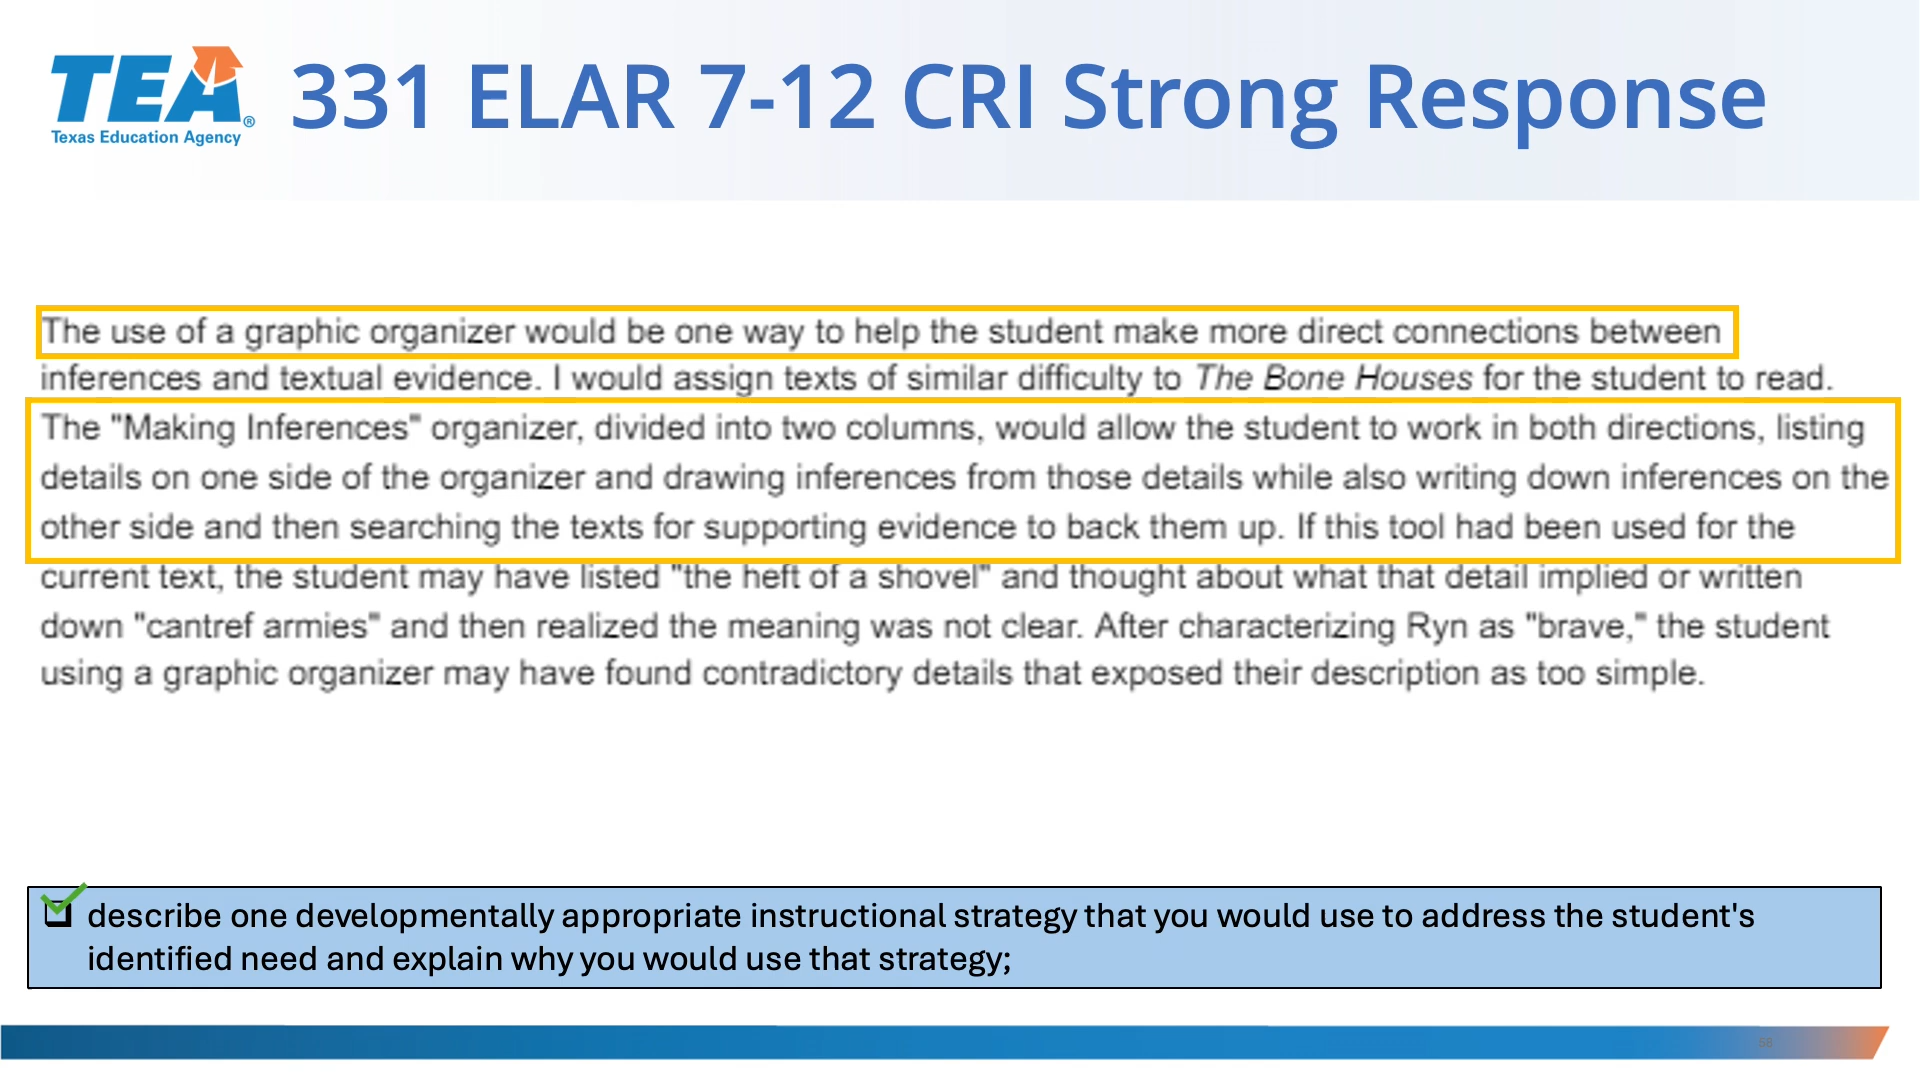 TEA®
Texas Education Agency
331 ELAR 7-12 CRI Strong Response
The use of a graphic organizer would be one way to help the student make more direct connections between
inferences and textual evidence. I would assign texts of similar difficulty to The Bone Houses for the student to read.
The "Making Inferences" organizer, divided into two columns, would allow the student to work in both directions, listing
details on one side of the organizer and drawing inferences from those details while also writing down inferences on the
other side and then searching the texts for supporting evidence to back them up. If this tool had been used for the
current text, the student may have listed "the heft of a shovel" and thought about what that detail implied or written
down "cantref armies" and then realized the meaning was not clear. After characterizing Ryn as "brave," the student
using a graphic organizer may have found contradictory details that exposed their description as too simple.
describe one developmentally appropriate instructional strategy that you would use to address the student's
identified need and explain why you would use that strategy;
58